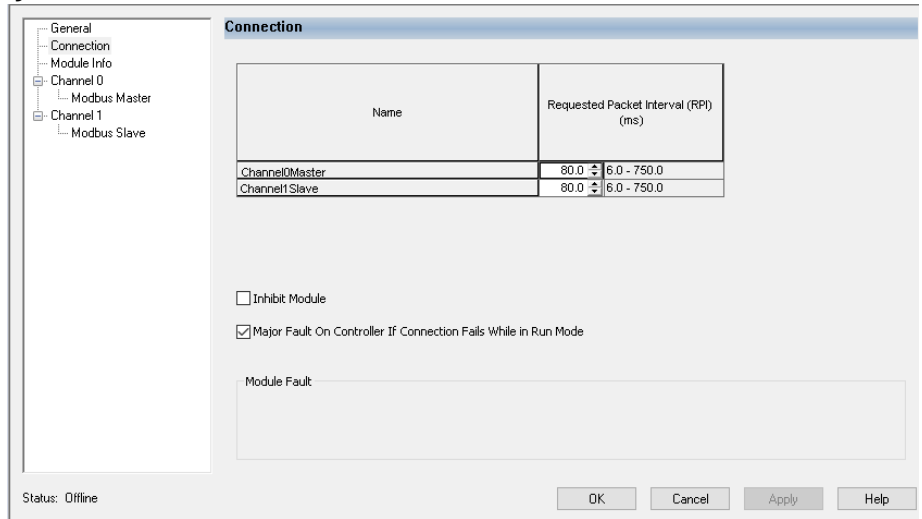 General
Connection
Module Info
Channel 0
Modbus Master
Channel 1
Modbus Slave
Connection
Name
Requested Packet Interval (RPI)
(ms)
Channel0Master 80.0 6.0 - 750.0
Channel1Slave 80.0 6.0 - 750.0
Inhibit Module
Major Fault On Controller If Connection Fails While in Run Mode
Module Fault
Status: Offline
OK Cancel Apply Help